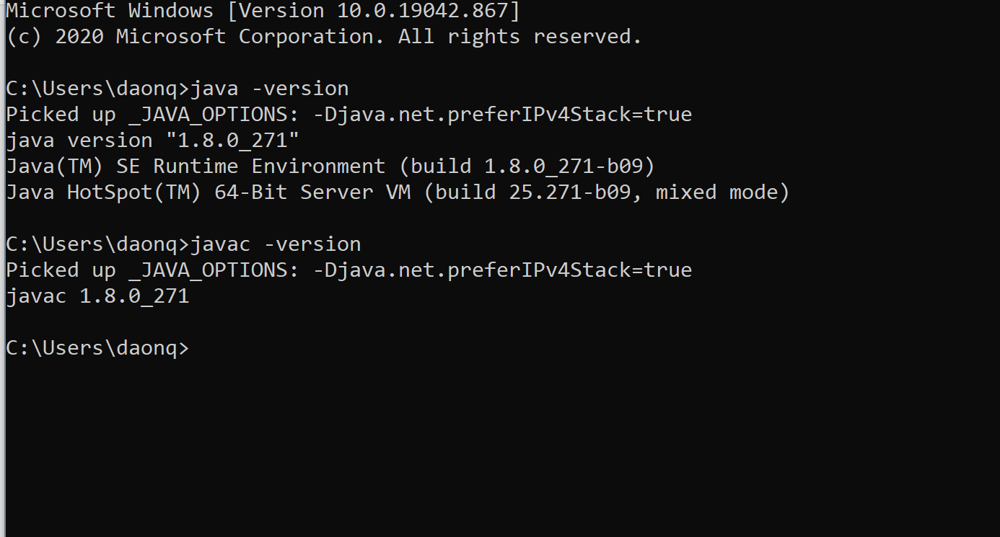 Microsoft Windows [Version 10.0.19042.867]
(c) 2020 Microsoft Corporation. All rights reserved.
C:\Users\daonq>java -version
Picked up _JAVA_OPTIONS: -Djava.net.preferIPv4Stack=true
java version "1.8.0_271"
Java(TM) SE Runtime Environment (build 1.8.0_271-b09)
Java HotSpot(TM) 64-Bit Server VM (build 25.271-b09, mixed mode)
C:\Users\daonq>javac -version
Picked up _JAVA_OPTIONS: -Djava.net.preferIPv4Stack=true
javac 1.8.0_271
C:\Users\daonq>